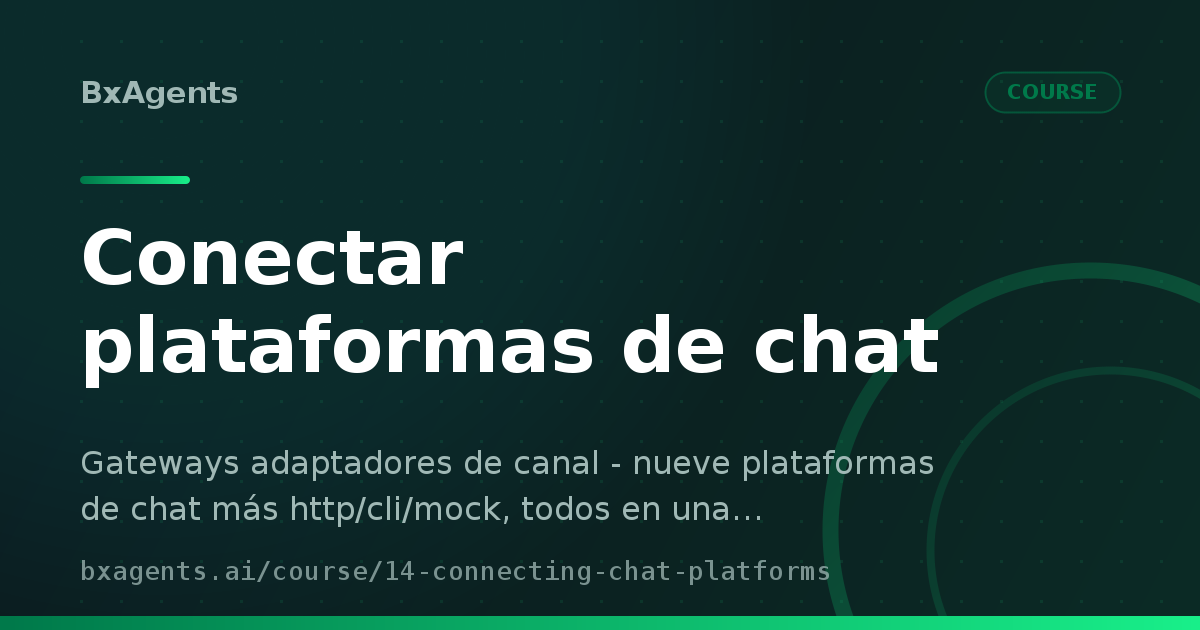 BxAgents
COURSE
Conectar
plataformas de chat
Gateways adaptadores de canal - nueve plataformas
de chat más http/cli/mock, todos en una...
bxagents.ai/course/14-connecting-chat-platforms